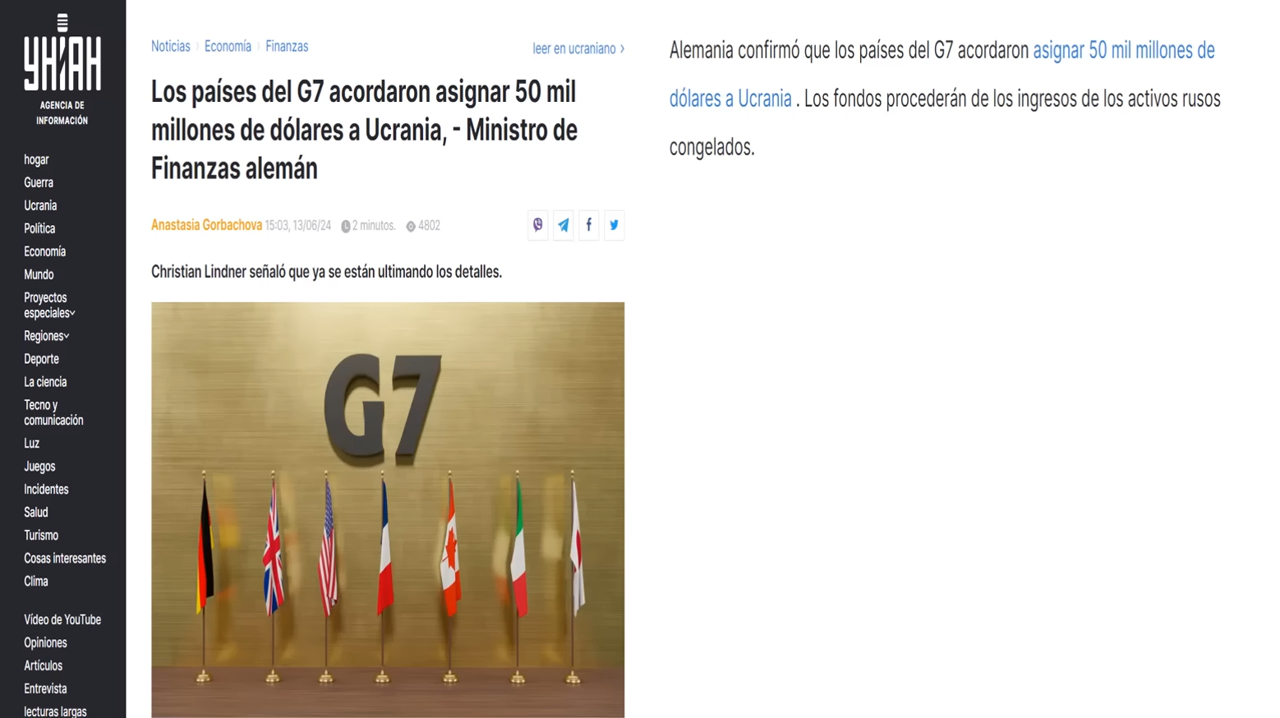 УНІАН
AGENCIA DE
INFORMACIÓN
hogar
Guerra
Ucrania
Política
Economía
Mundo
Proyectos
especiales
Regiones
Deporte
La ciencia
Tecno y
comunicación
Luz
Juegos
Incidentes
Salud
Turismo
Cosas interesantes
Clima
Vídeo de YouTube
Opiniones
Artículos
Entrevista
lecturas largas
Noticias › Economía › Finanzas
leer en ucraniano ›
Los países del G7 acordaron asignar 50 mil
millones de dólares a Ucrania, - Ministro de
Finanzas alemán
Anastasia Gorbachova 15:03, 13/06/24 2 minutos. 4802
Christian Lindner señaló que ya se están ultimando los detalles.
G7
Alemania confirmó que los países del G7 acordaron asignar 50 mil millones de
dólares a Ucrania . Los fondos procederán de los ingresos de los activos rusos
congelados.